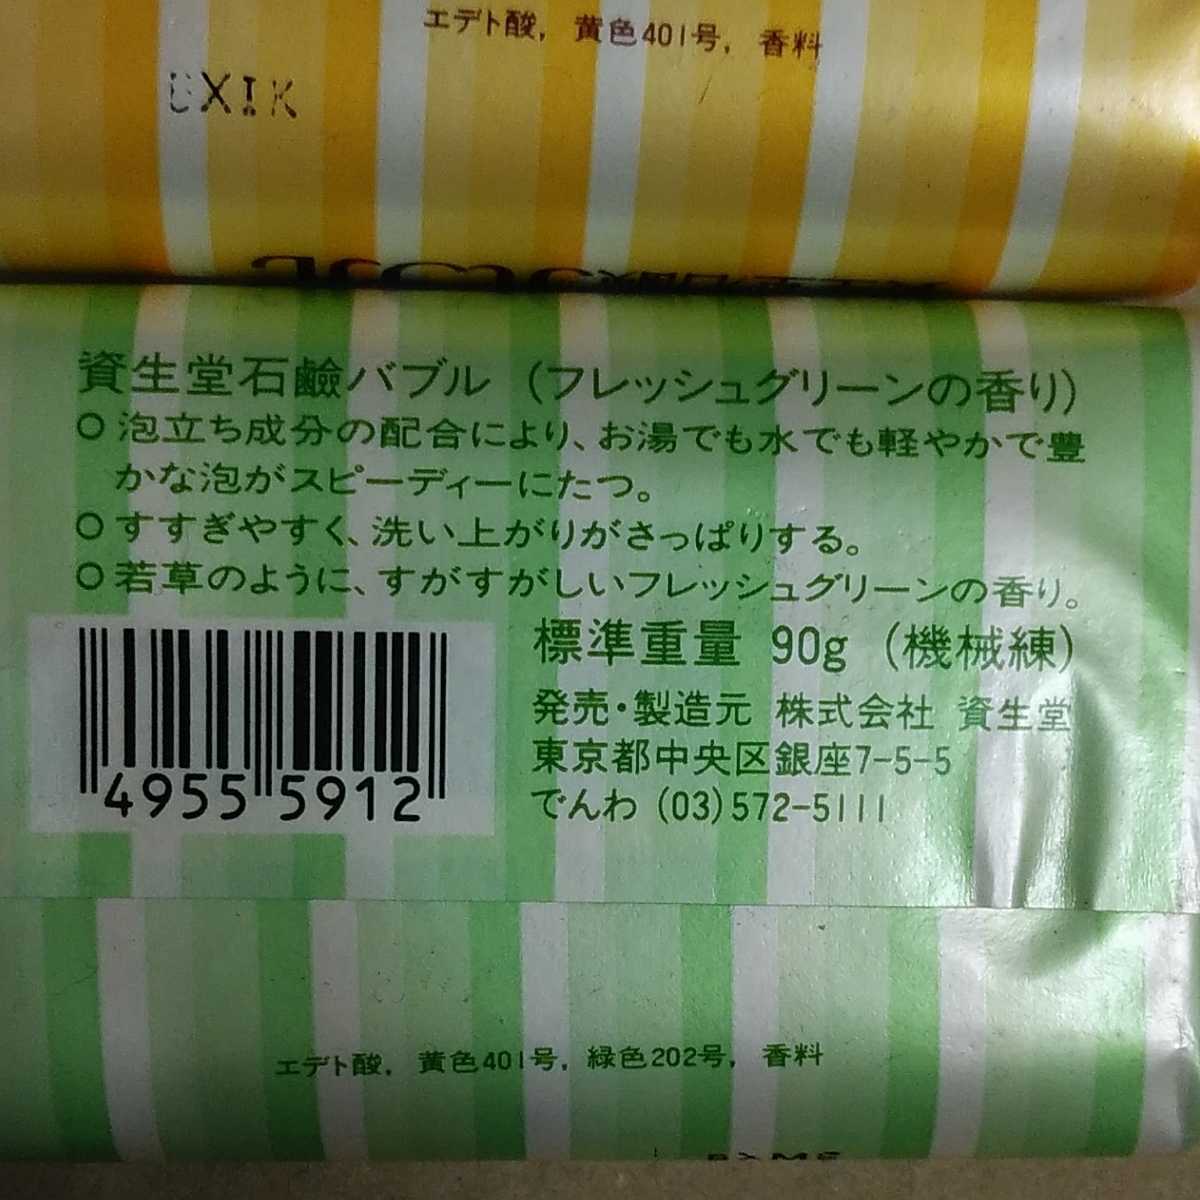 エデト酸, 黄色401号, 香料
資生堂石鹼バブル (フレッシュグリーンの香り)
○ 泡立ち成分の配合により、お湯でも水でも軽やかで豊
かな泡がスピーディーにたつ。
○ すすぎやすく、洗い上がりがさっぱりする。
○ 若草のように、すがすがしいフレッシュグリーンの香り。
標準重量 90g (機械練)
発売・製造元 株式会社 資生堂
東京都中央区銀座7-5-5
でんわ (03)572-5111
4955 5912
エデト酸, 黄色401号, 緑色202号, 香料